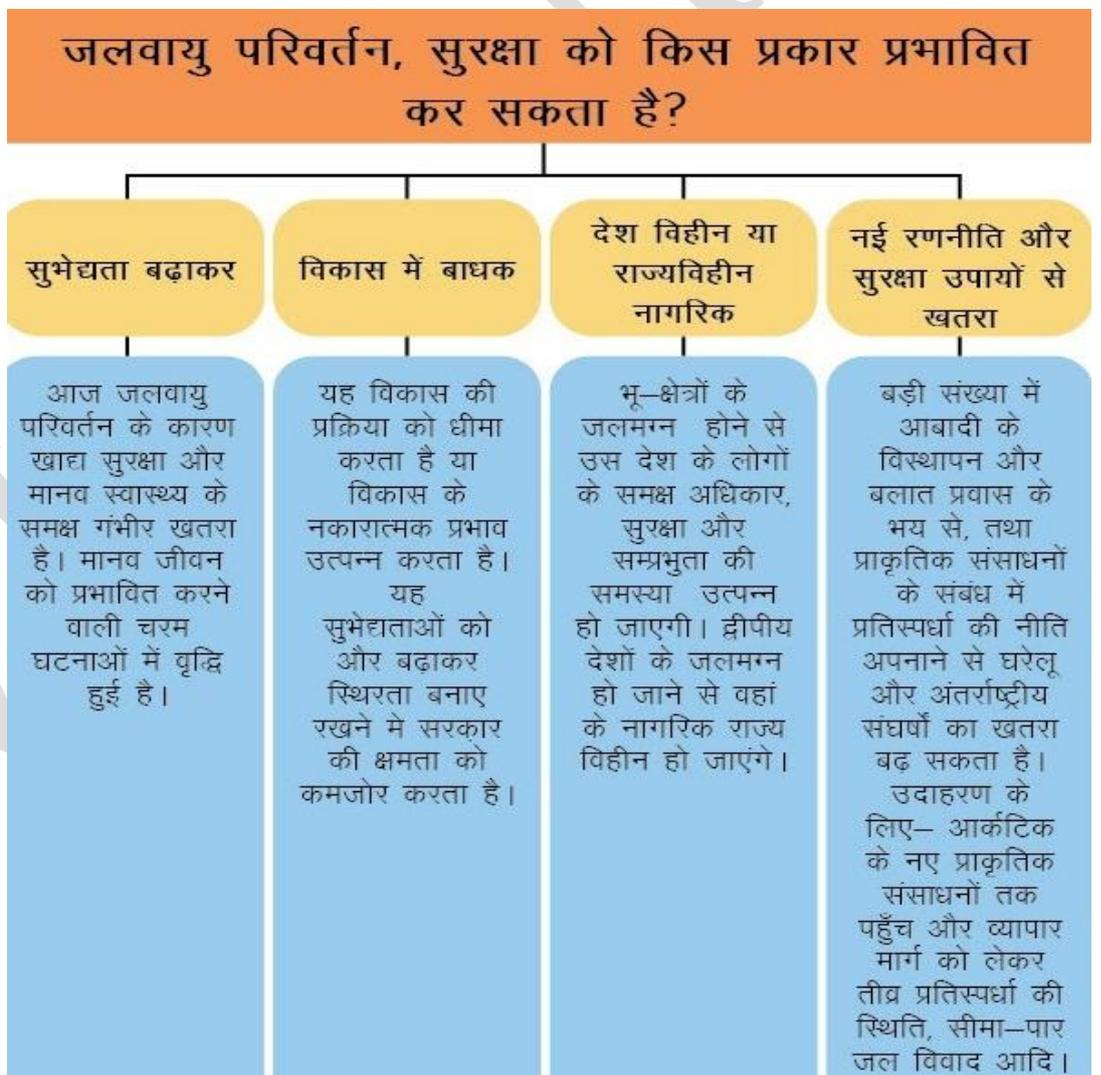 जलवायु परिवर्तन, सुरक्षा को किस प्रकार प्रभावित
कर सकता है?
सुभेद्यता बढ़ाकर
आज जलवायु
परिवर्तन के कारण
खाद्य सुरक्षा और
मानव स्वास्थ्य के
समक्ष गंभीर खतरा
है। मानव जीवन
को प्रभावित करने
वाली चरम
घटनाओं में वृद्धि
हुई है।
विकास में बाधक
यह विकास की
प्रक्रिया को धीमा
करता है या
विकास के
नकारात्मक प्रभाव
उत्पन्न करता है।
यह
सुभेद्यताओं को
और बढ़ाकर
स्थिरता बनाए
रखने मे सरकार
की क्षमता को
कमजोर करता है।
देश विहीन या
राज्यविहीन
नागरिक
भू–क्षेत्रों के
जलमग्न होने से
उस देश के लोगों
के समक्ष अधिकार,
सुरक्षा और
सम्प्रभुता की
समस्या उत्पन्न
हो जाएगी। द्वीपीय
देशों के जलमग्न
हो जाने से वहां
के नागरिक राज्य
विहीन हो जाएंगे।
नई रणनीति और
सुरक्षा उपायों से
खतरा
बड़ी संख्या में
आबादी के
विस्थापन और
बलात प्रवास के
भय से, तथा
प्राकृतिक संसाधनों
के संबंध में
प्रतिस्पर्धा की नीति
अपनाने से घरेलू
और अंतर्राष्ट्रीय
संघर्षों का खतरा
बढ़ सकता है।
उदाहरण के
लिए– आर्कटिक
के नए प्राकृतिक
संसाधनों तक
पहुँच और व्यापार
मार्ग को लेकर
तीव्र प्रतिस्पर्धा की
स्थिति, सीमा–पार
जल विवाद आदि।